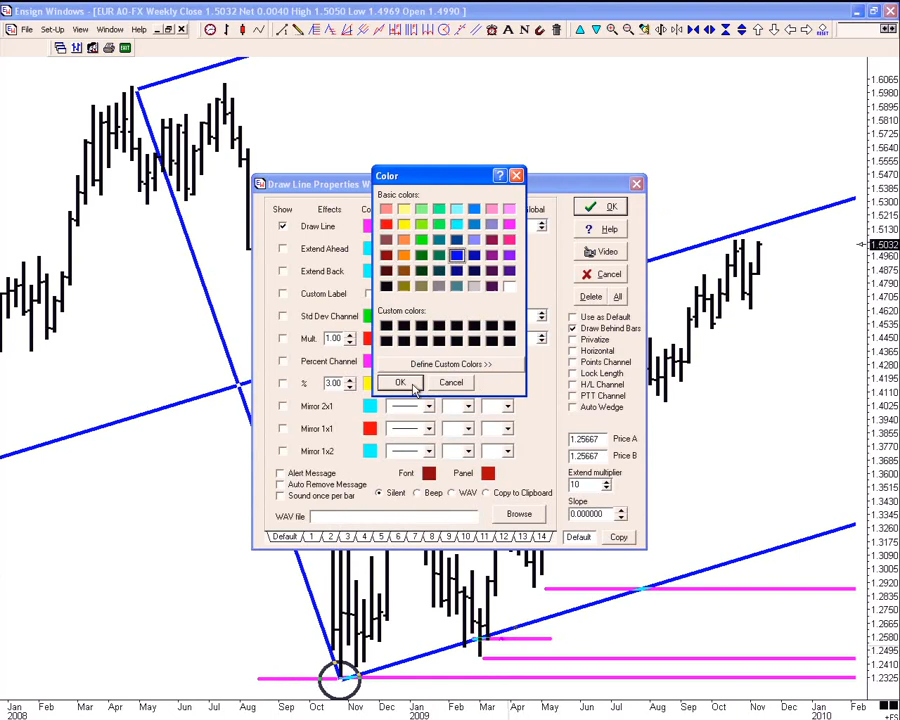 Ensign Windows - [EUR A0-FX Weekly Close 1.5032 Net 0.0040 High 1.5050 Low 1.4969 Open 1.4990 ]
File Set-Up View Window Help
A N
RESET
EXIT
Draw Line Properties W
Color
Basic colors:
Custom colors:
Define Custom Colors >>
OK Cancel
Show Effects Co lobal
Draw Line
Extend Ahead
Extend Back
Custom Label
Std Dev Channel
Mult. 1.00
Percent Channel
% 3.00
Mirror 2x1
Mirror 1x1
Mirror 1x2
Alert Message Font Panel
Auto Remove Message
Sound once per bar Silent Beep WAV Copy to Clipboard
WAV file Browse
Default 1 2 3 4 5 6 7 8 9 10 11 12 13 14
OK
Help
Video
Cancel
Delete All
Use as Default
Draw Behind Bars
Privatize
Horizontal
Points Channel
Lock Length
H/L Channel
PTT Channel
Auto Wedge
1.25667 Price A
1.25667 Price B
Extend multiplier
10
Slope
0.000000
Default Copy
1.6065
1.5980
1.5895
1.5810
1.5725
1.5640
1.5555
1.5470
1.5385
1.5300
1.5215
1.5130
1.5032
1.4960
1.4875
1.4790
1.4705
1.4620
1.4535
1.4450
1.4365
1.4280
1.4195
1.4110
1.4025
1.3940
1.3855
1.3770
1.3685
1.3600
1.3515
1.3430
1.3345
1.3260
1.3175
1.3090
1.3005
1.2920
1.2835
1.2750
1.2665
1.2580
1.2495
1.2410
1.2325
Jan Feb Mar Apr May Jun Jul Aug Sep Oct Nov Dec Jan Feb Mar Apr May Jun Jul Aug Sep Oct Nov Dec Jan Feb
2008 2009 2010 +FS